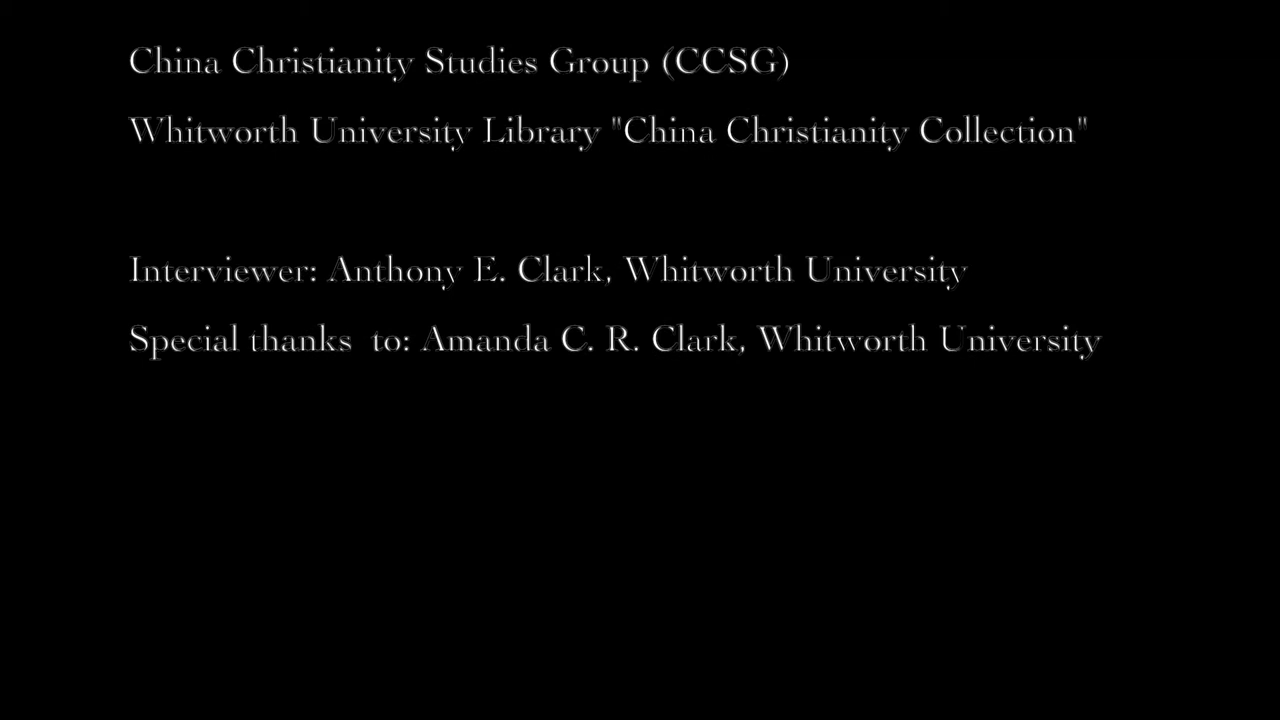 China Christianity Studies Group (CCSG)
Whitworth University Library "China Christianity Collection"
Interviewer: Anthony E. Clark, Whitworth University
Special thanks  to: Amanda C. R. Clark, Whitworth University